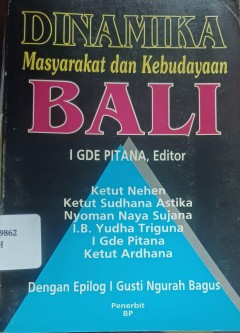 DINAMIKA
Masyarakat dan Kebudayaan
BALI
I GDE PITANA, Editor
Ketut Nehen
Ketut Sudhana Astika
Nyoman Naya Sujana
I.B. Yudha Triguna
I Gde Pitana
Ketut Ardhana
Dengan Epilog I Gusti Ngurah Bagus
Penerbit
BP
9862
H